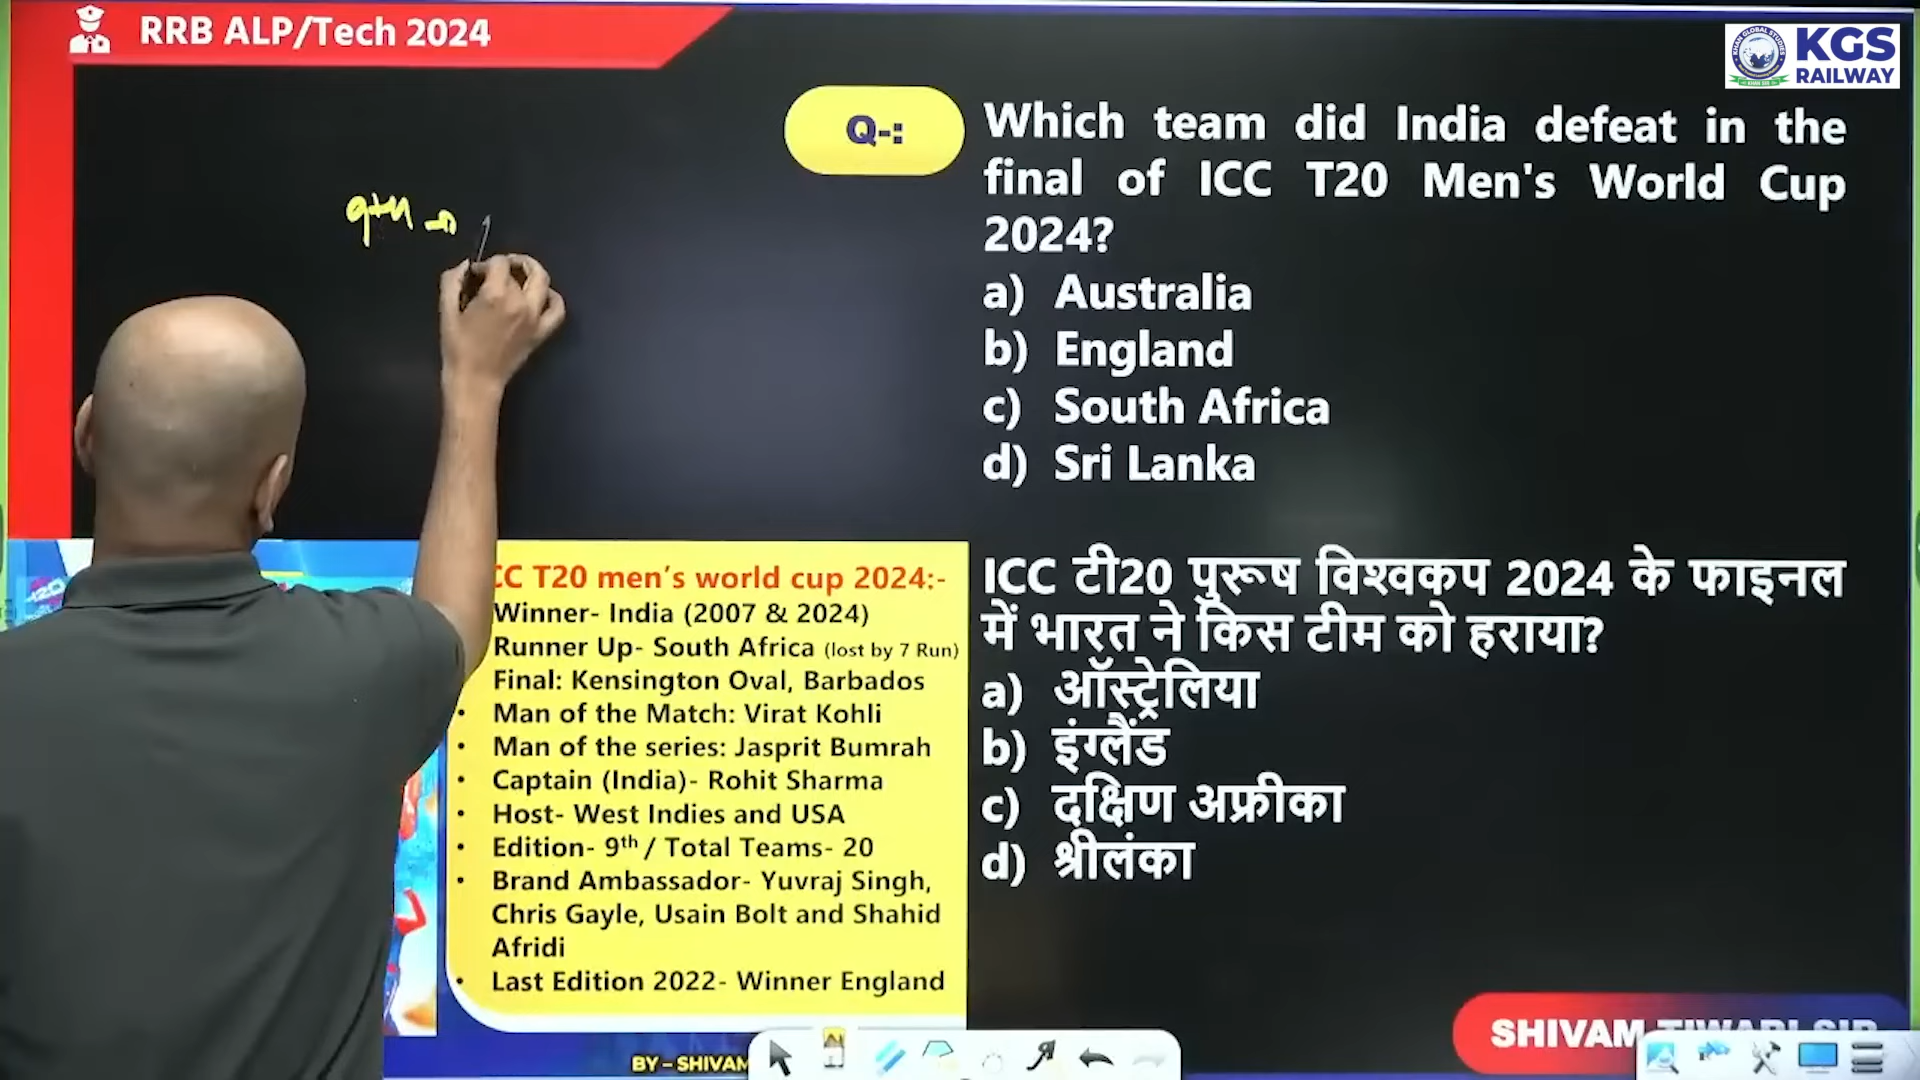 RRB ALP/Tech 2024
KGS
RAILWAY
Q-:
Which team did India defeat in the
final of ICC T20 Men's World Cup
2024?
a) Australia
b) England
c) South Africa
d) Sri Lanka
9th
ICC टी20 पुरूष विश्वकप 2024 के फाइनल
में भारत ने किस टीम को हराया?
a) ऑस्ट्रेलिया
b) इंग्लैंड
c) दक्षिण अफ्रीका
d) श्रीलंका
CC T20 men's world cup 2024:-
Winner- India (2007 & 2024)
Runner Up- South Africa (lost by 7 Run)
Final: Kensington Oval, Barbados
• Man of the Match: Virat Kohli
• Man of the series: Jasprit Bumrah
• Captain (India)- Rohit Sharma
• Host- West Indies and USA
• Edition- 9th / Total Teams- 20
• Brand Ambassador- Yuvraj Singh,
Chris Gayle, Usain Bolt and Shahid
Afridi
• Last Edition 2022- Winner England
BY – SHIVAM
SHIVAM TIWARI SIR